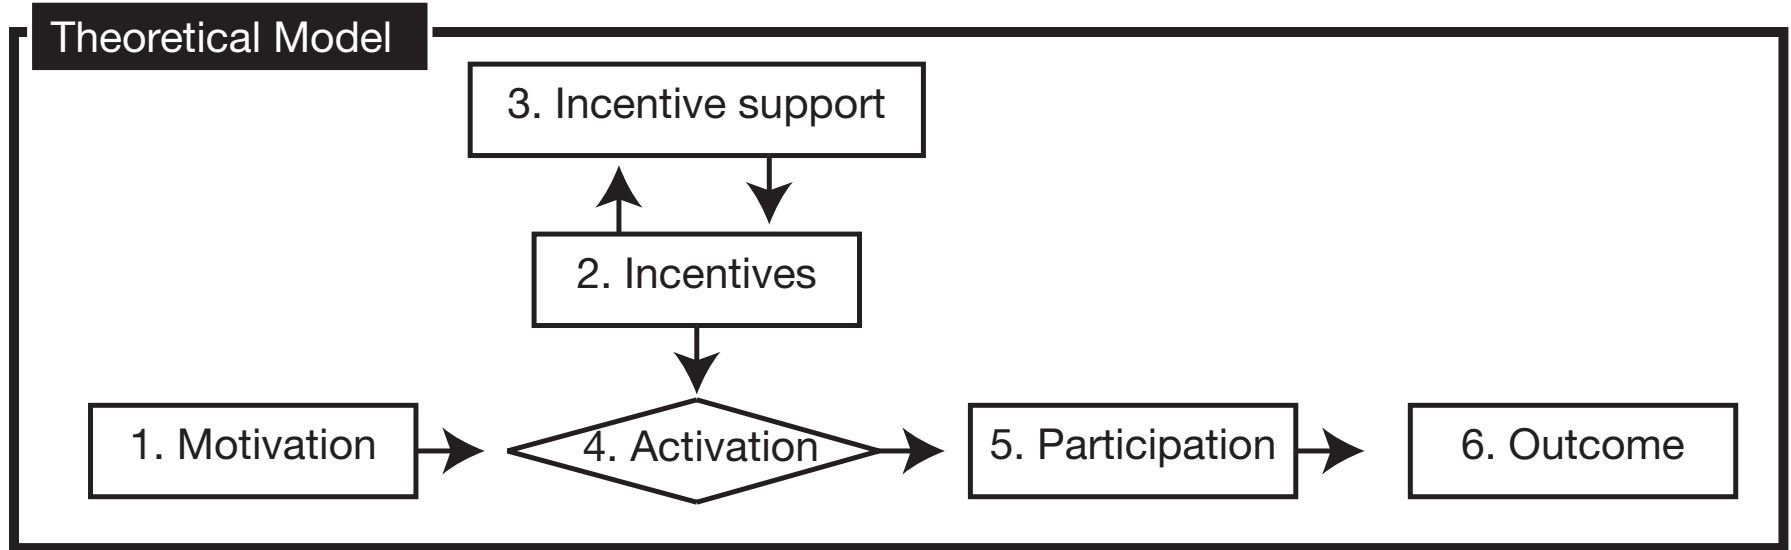 Theoretical Model
3. Incentive support
2. Incentives
1. Motivation
4. Activation
5. Participation
6. Outcome